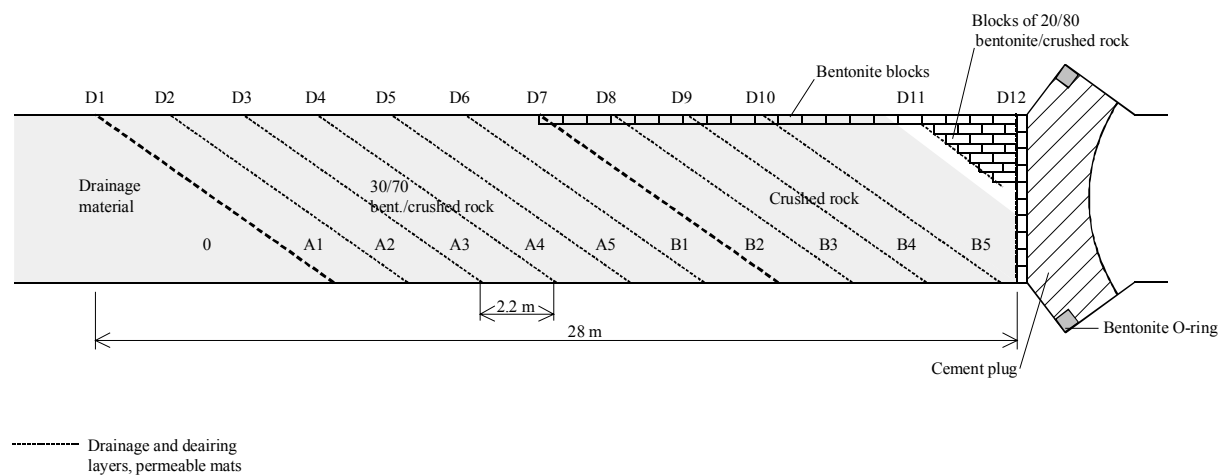 Blocks of 20/80
bentonite/crushed rock
Bentonite blocks
D1 D2 D3 D4 D5 D6 D7 D8 D9 D10 D11 D12
Drainage
material
30/70
bent./crushed rock
Crushed rock
0 A1 A2 A3 A4 A5 B1 B2 B3 B4 B5
2.2 m
28 m
Bentonite O-ring
Cement plug
Drainage and deairing
layers, permeable mats